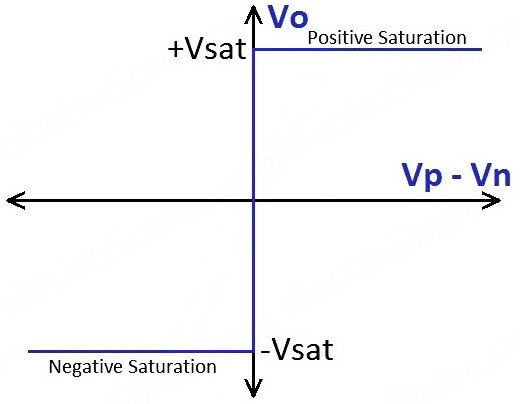 Vo
Positive Saturation
+Vsat
Vp - Vn
-Vsat
Negative Saturation